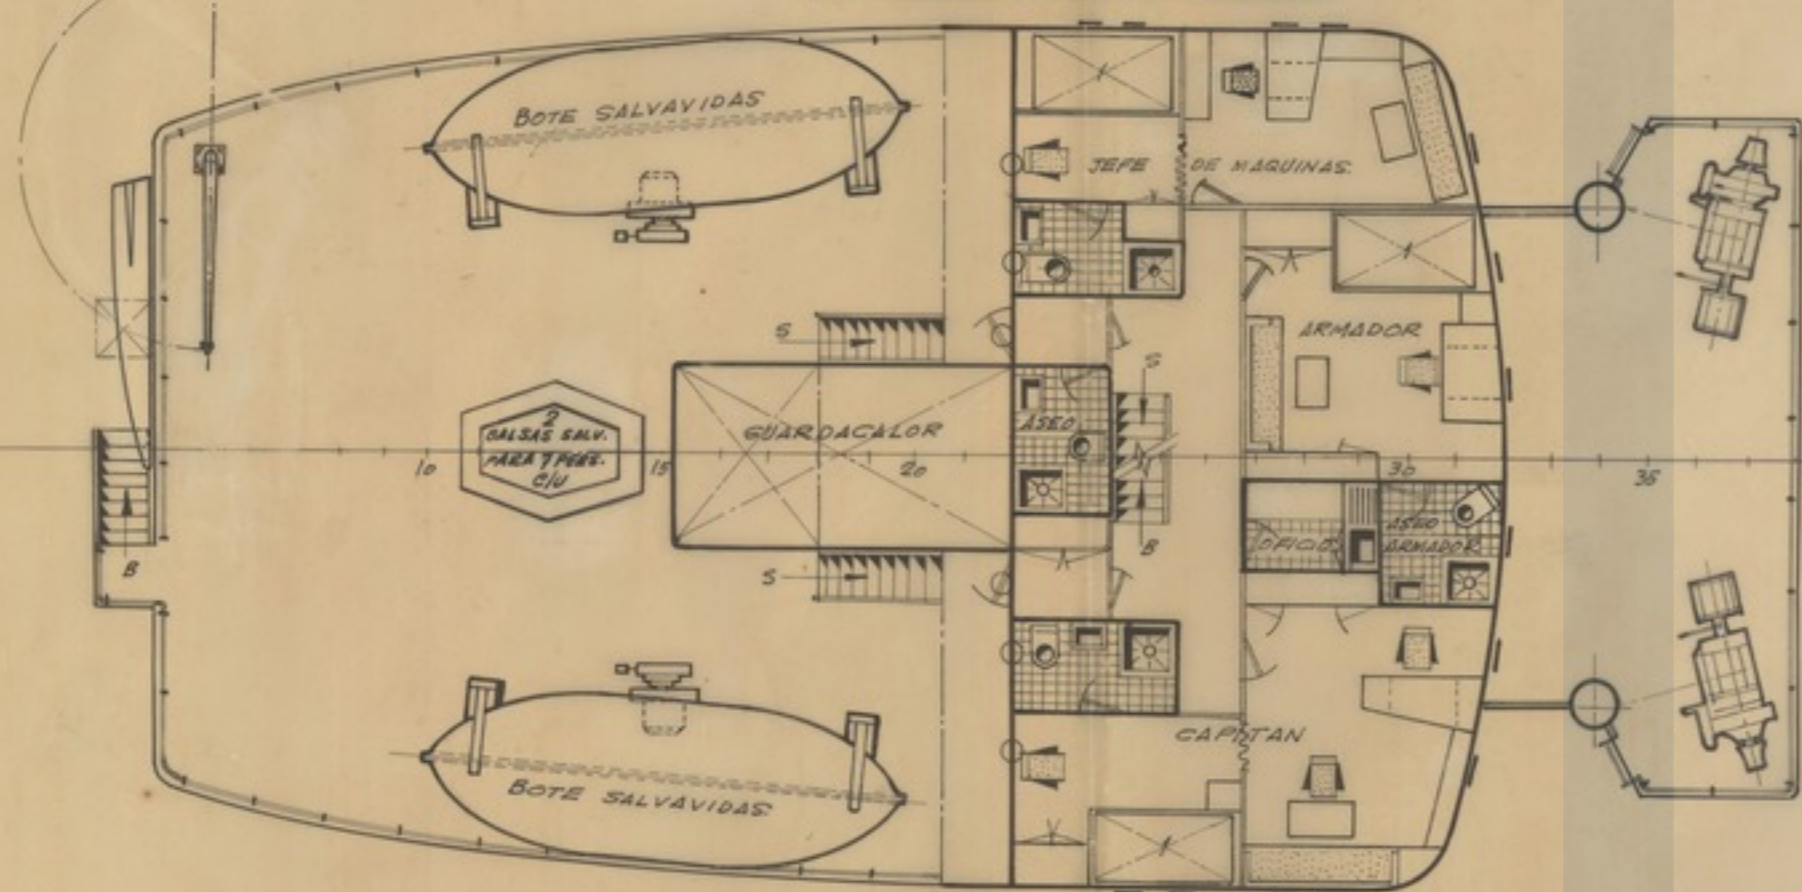 BOTE SALVAVIDAS
JEFE DE MAQUINAS.
S
ARMADOR
S
2
BALSAS SALV.
PARA 7 PERS.
C/U
GUARDACALOR
ASEO
10
15
20
30
35
B
S
B
OFICIO
ASEO
ARMADOR
CAPITAN
BOTE SALVAVIDAS